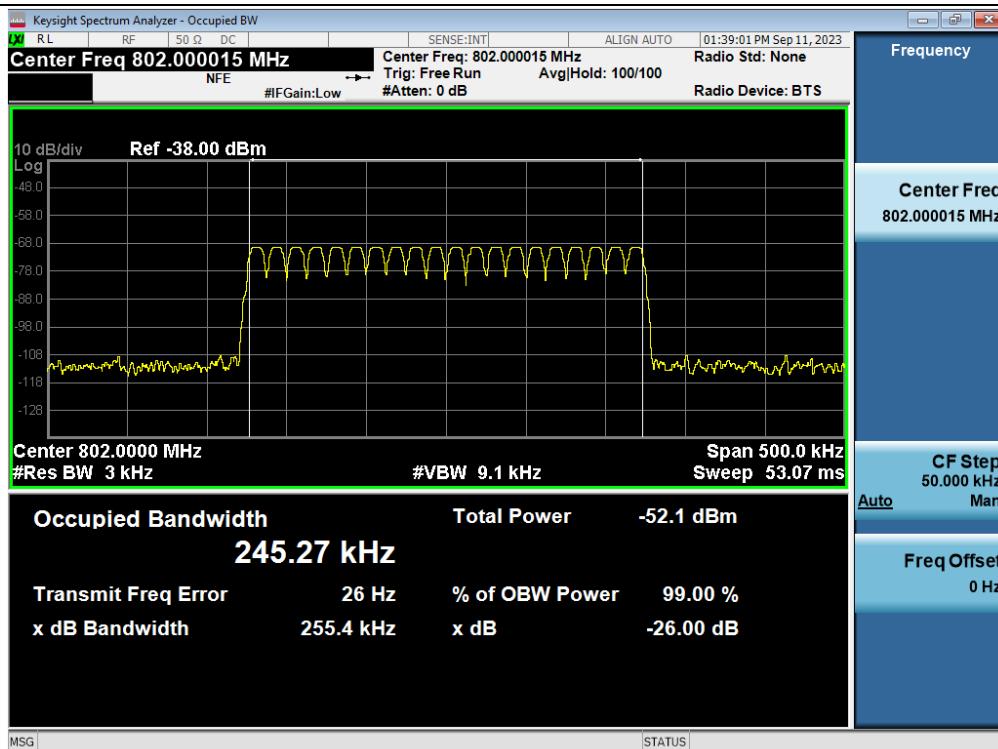 Keysight Spectrum Analyzer - Occupied BW
LXI RL RF 50 Ω DC SENSE:INT ALIGN AUTO 01:39:01 PM Sep 11, 2023
Center Freq 802.000015 MHz Center Freq: 802.000015 MHz Radio Std: None
NFE Trig: Free Run Avg|Hold: 100/100
#IFGain:Low #Atten: 0 dB Radio Device: BTS
10 dB/div Ref -38.00 dBm
Log
-48.0
-58.0
-68.0
-78.0
-88.0
-98.0
-108
-118
-128
Center 802.0000 MHz Span 500.0 kHz
#Res BW 3 kHz #VBW 9.1 kHz Sweep 53.07 ms
Occupied Bandwidth Total Power -52.1 dBm
245.27 kHz
Transmit Freq Error 26 Hz % of OBW Power 99.00 %
x dB Bandwidth 255.4 kHz x dB -26.00 dB
MSG STATUS
Frequency
Center Freq
802.000015 MHz
CF Step
50.000 kHz
Auto Man
Freq Offset
0 Hz